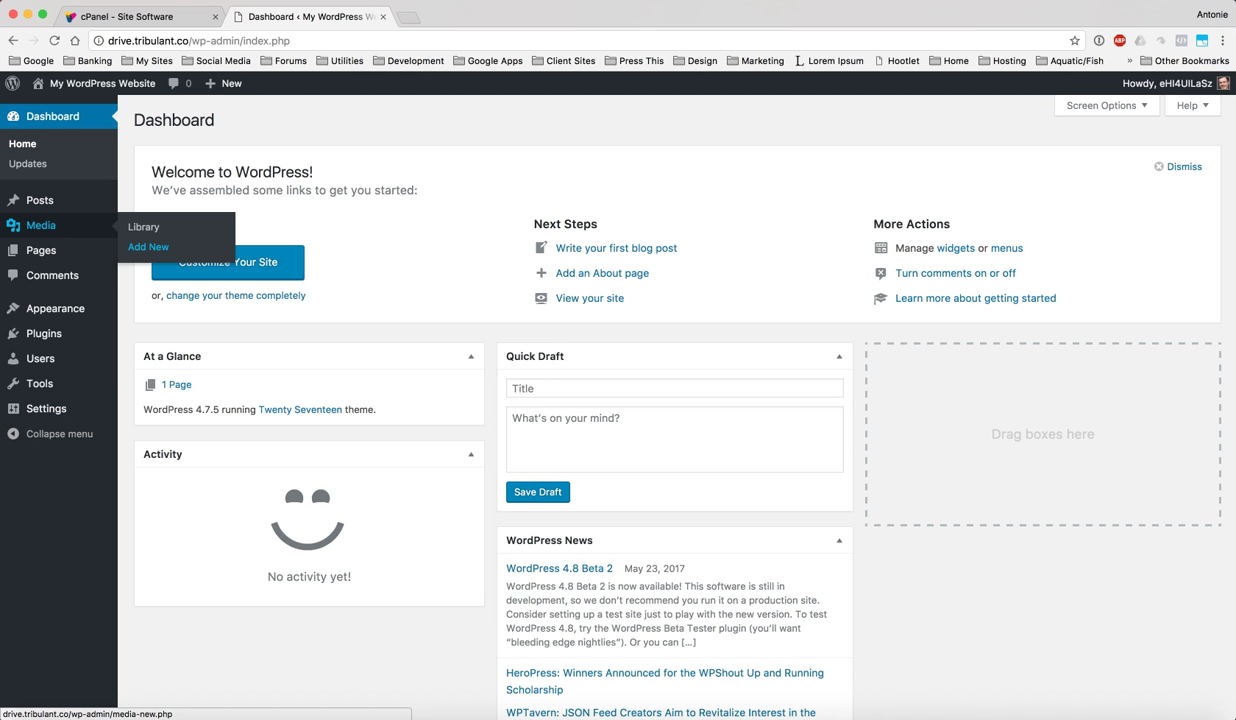 cPanel - Site Software
Dashboard ‹ My WordPress W
Antonie
drive.tribulant.co/wp-admin/index.php
Google Banking My Sites Social Media Forums Utilities Development Google Apps Client Sites Press This Design Marketing Lorem Ipsum Hootlet Home Hosting Aquatic/Fish » Other Bookmarks
My WordPress Website 0 + New
Howdy, eHI4UILaSz
Dashboard
Home
Updates
Posts
Media
Library
Add New
Pages
Comments
Appearance
Plugins
Users
Tools
Settings
Collapse menu
Screen Options ▼ Help ▼
Dashboard
Welcome to WordPress!
We've assembled some links to get you started:
Dismiss
Customize Your Site
or, change your theme completely
Next Steps
Write your first blog post
Add an About page
View your site
More Actions
Manage widgets or menus
Turn comments on or off
Learn more about getting started
At a Glance
1 Page
WordPress 4.7.5 running Twenty Seventeen theme.
Activity
No activity yet!
Quick Draft
Title
What's on your mind?
Save Draft
WordPress News
WordPress 4.8 Beta 2 May 23, 2017
WordPress 4.8 Beta 2 is now available! This software is still in
development, so we don't recommend you run it on a production site.
Consider setting up a test site just to play with the new version. To test
WordPress 4.8, try the WordPress Beta Tester plugin (you'll want
"bleeding edge nightlies"). Or you can [...]
HeroPress: Winners Announced for the WPShout Up and Running
Scholarship
WPTavern: JSON Feed Creators Aim to Revitalize Interest in the
Drag boxes here
drive.tribulant.co/wp-admin/media-new.php